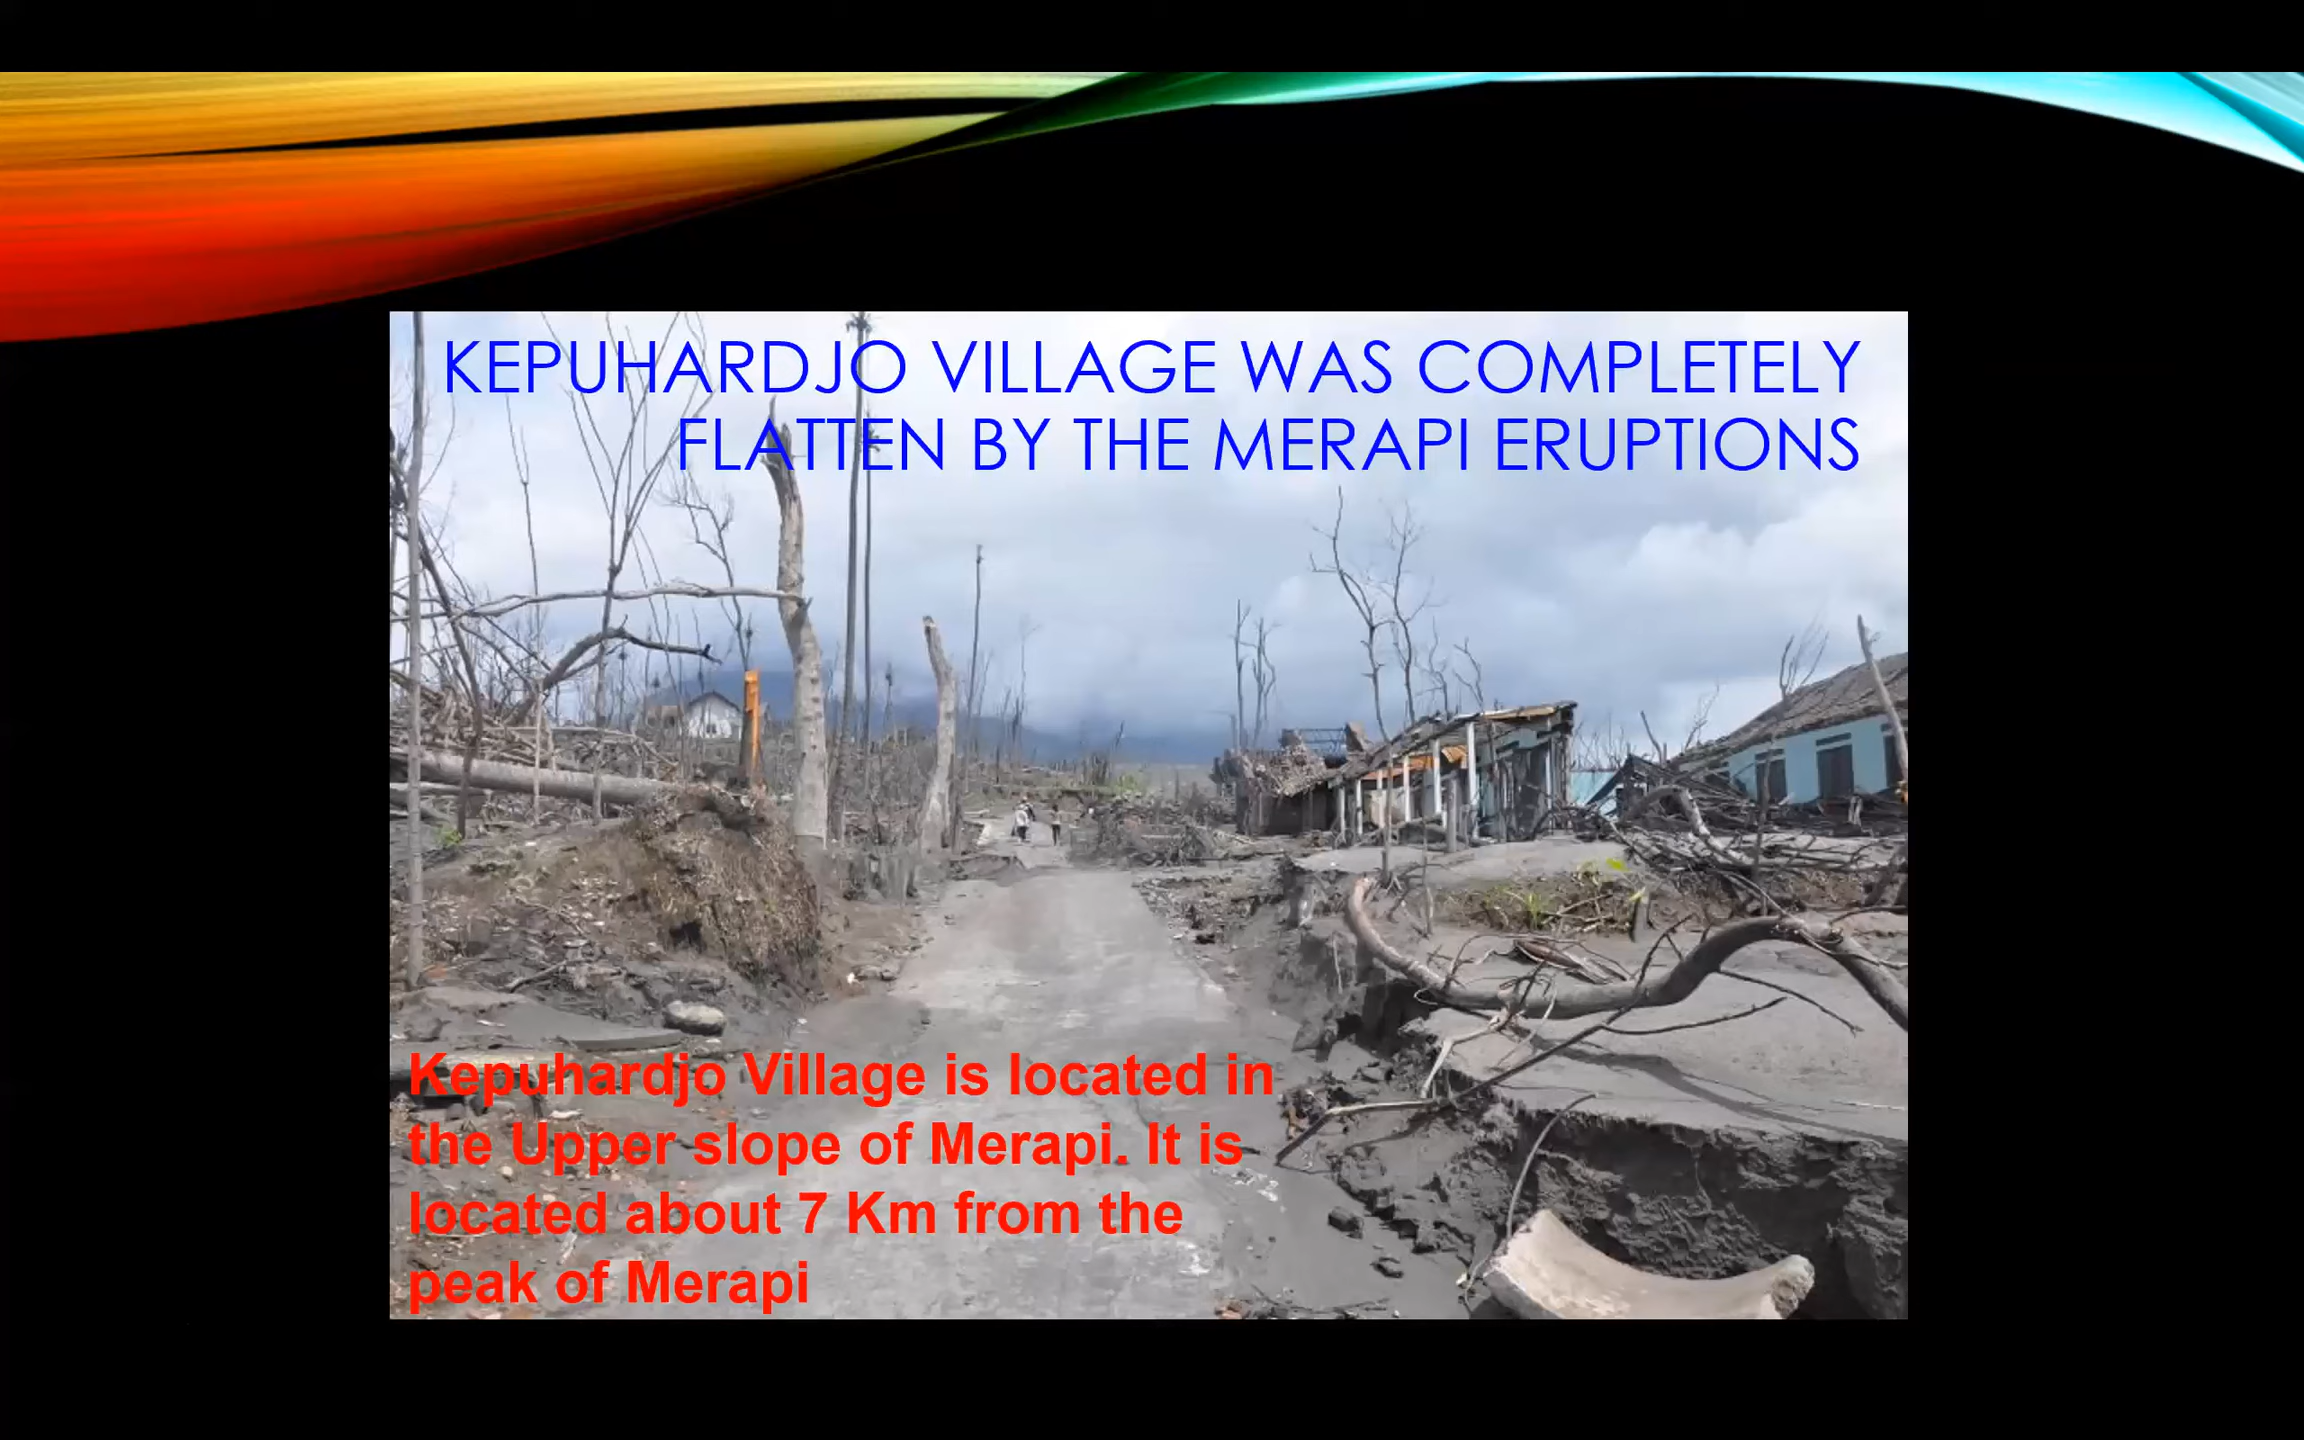 KEPUHARDJO VILLAGE WAS COMPLETELY
FLATTEN BY THE MERAPI ERUPTIONS
Kepuhardjo Village is located in
the Upper slope of Merapi. It is
located about 7 Km from the
peak of Merapi